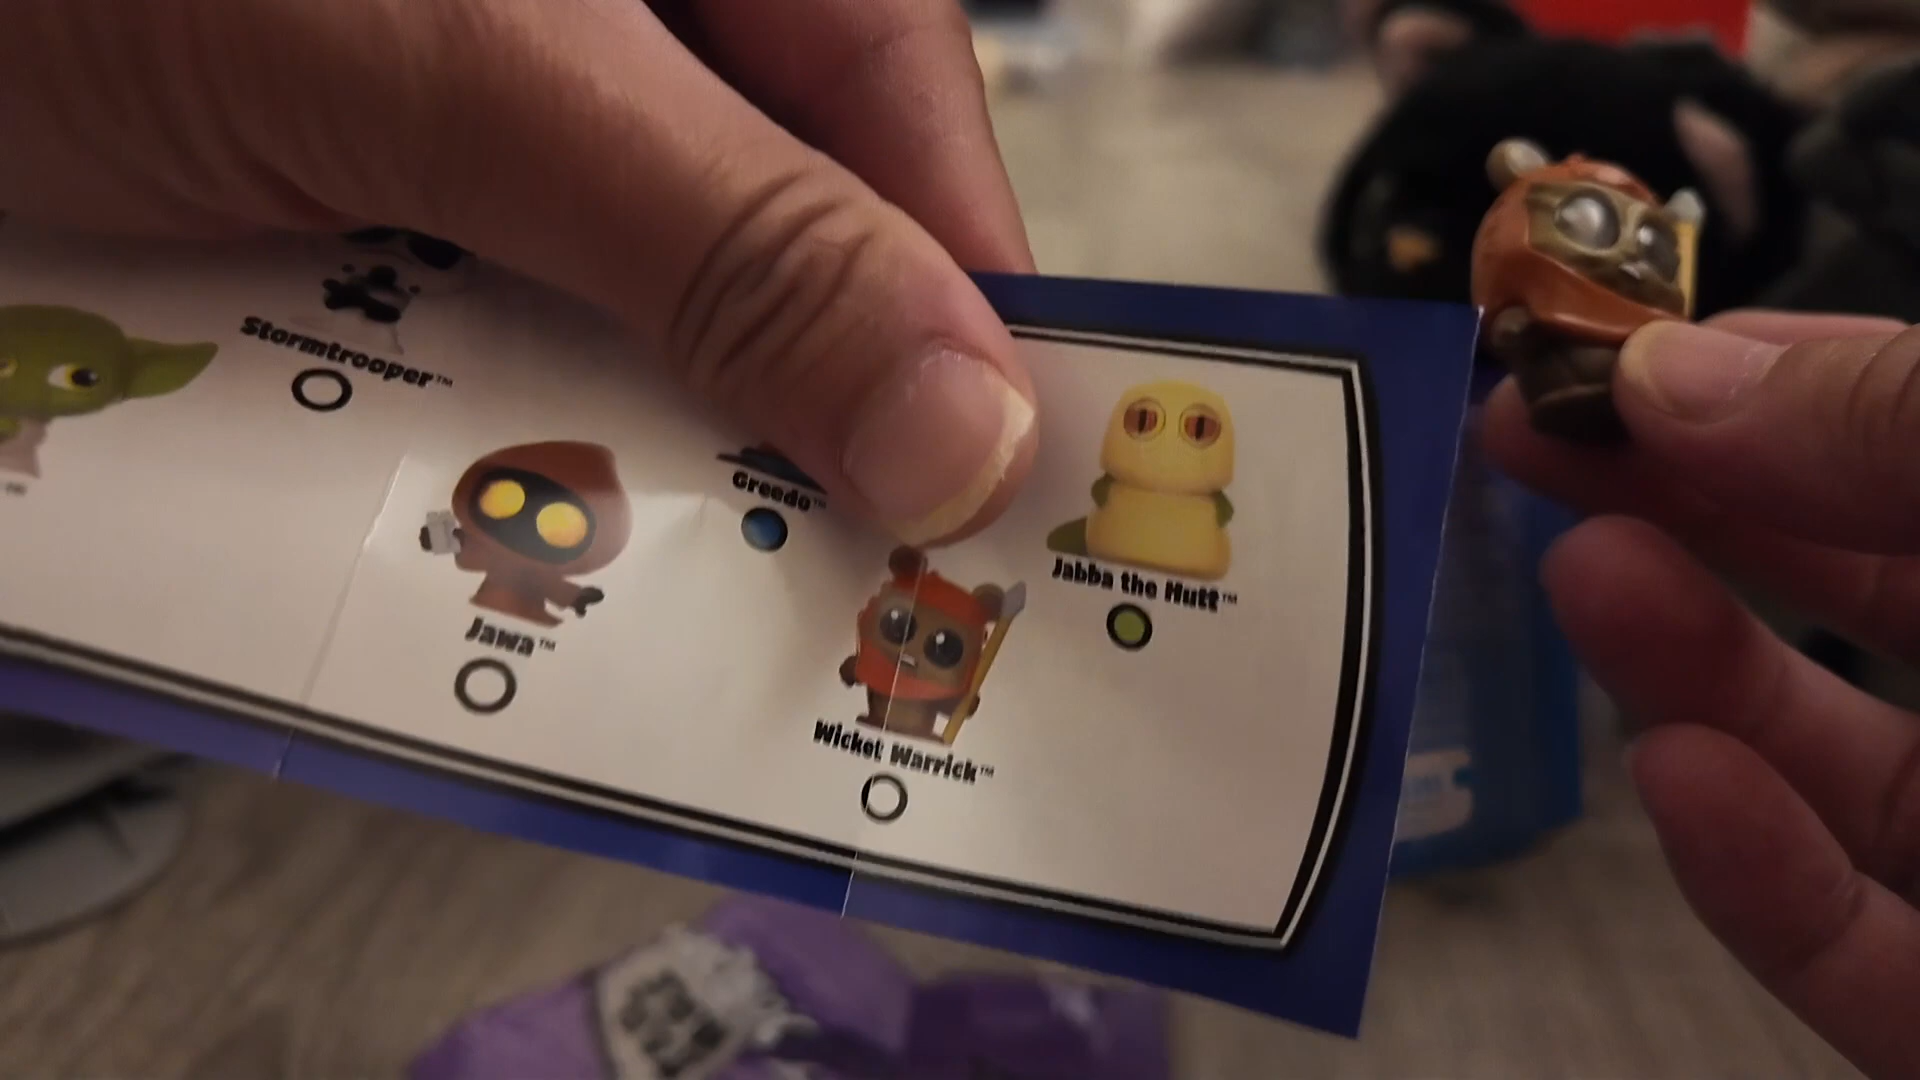 Stormtrooper™
Greedo™
Jabba the Hutt™
Jawa™
Wicket Warrick™